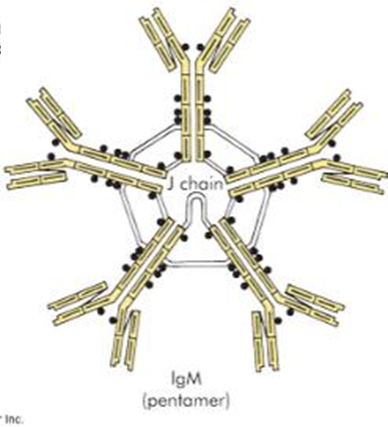 J chain
IgM
(pentamer)
Inc.